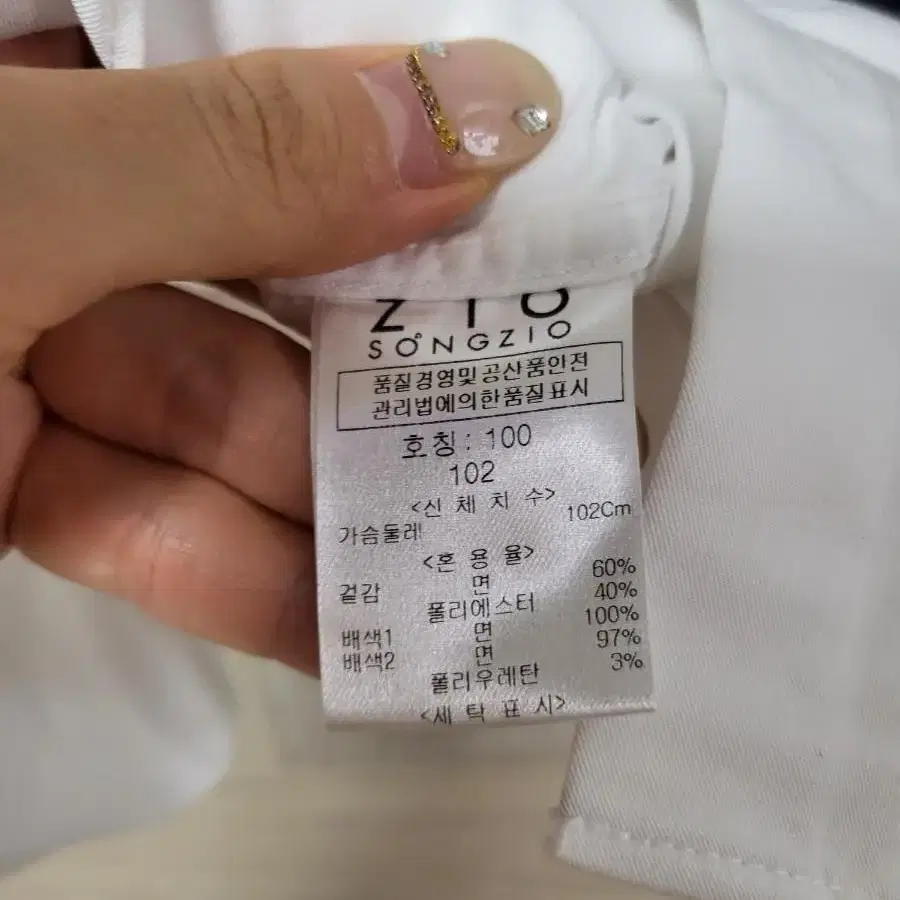 ZIO
SONGZIO
품질경영및공산품안전
관리법에의한품질표시
호칭 : 100
102
<신 체 치 수>
가슴둘레 102Cm
<혼 용 율>
겉감 면 60%
폴리에스터 40%
배색1 면 100%
배색2 면 97%
폴리우레탄 3%
<세 탁 표 시>